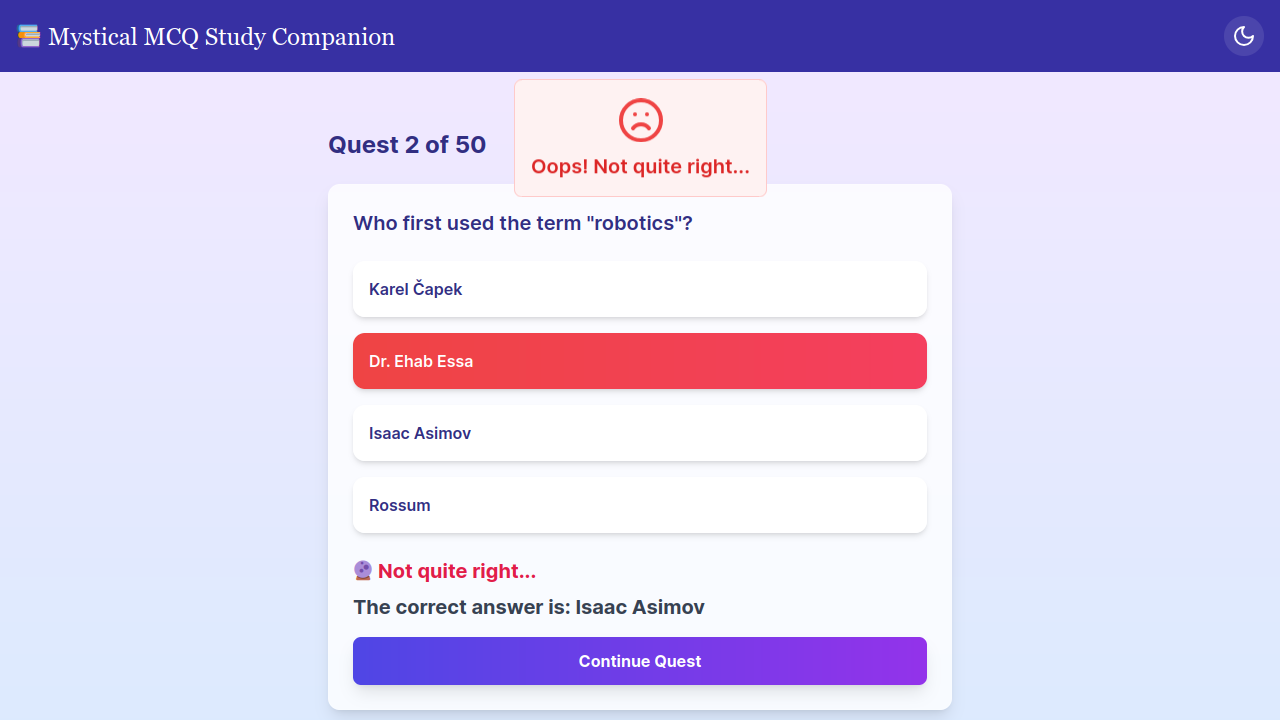 📚 Mystical MCQ Study Companion
Quest 2 of 50
Oops! Not quite right...
Who first used the term "robotics"?
Karel Čapek
Dr. Ehab Essa
Isaac Asimov
Rossum
🔮 Not quite right...
The correct answer is: Isaac Asimov
Continue Quest